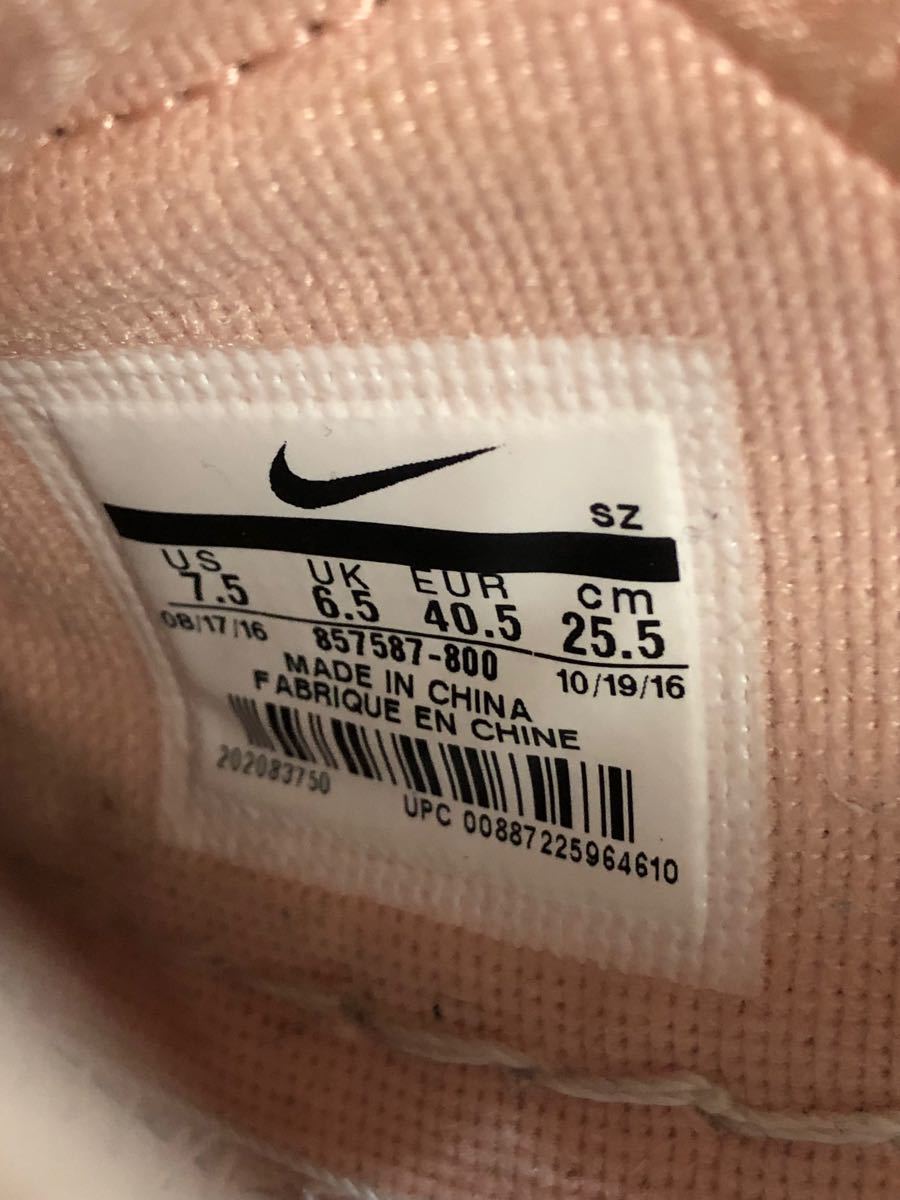 SZ
US UK EUR cm
7.5 6.5 40.5 25.5
08/17/16 857587-800 10/19/16
MADE IN CHINA
FABRIQUE EN CHINE
202083750
UPC 00887225964610